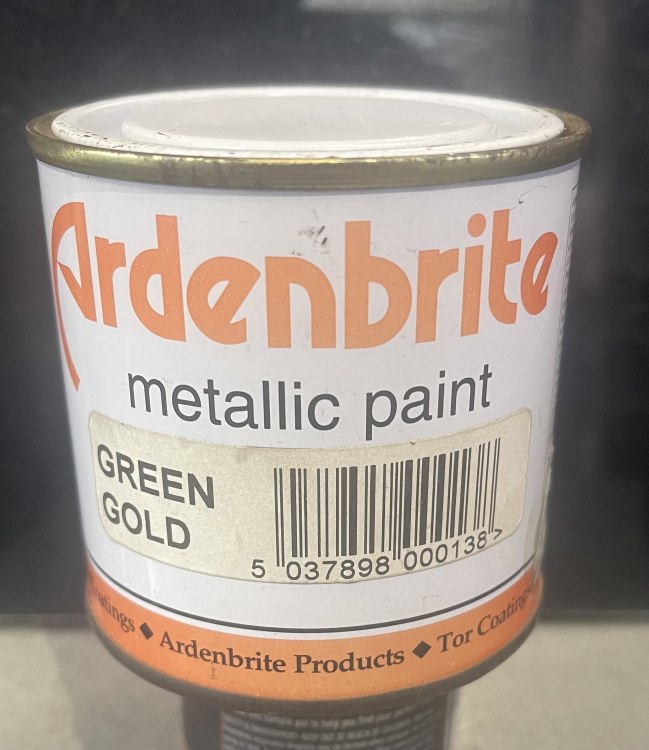 Ardenbrite
metallic paint
GREEN
GOLD
5 037898 000138 >
Ardenbrite Products ◆ Tor Coatings